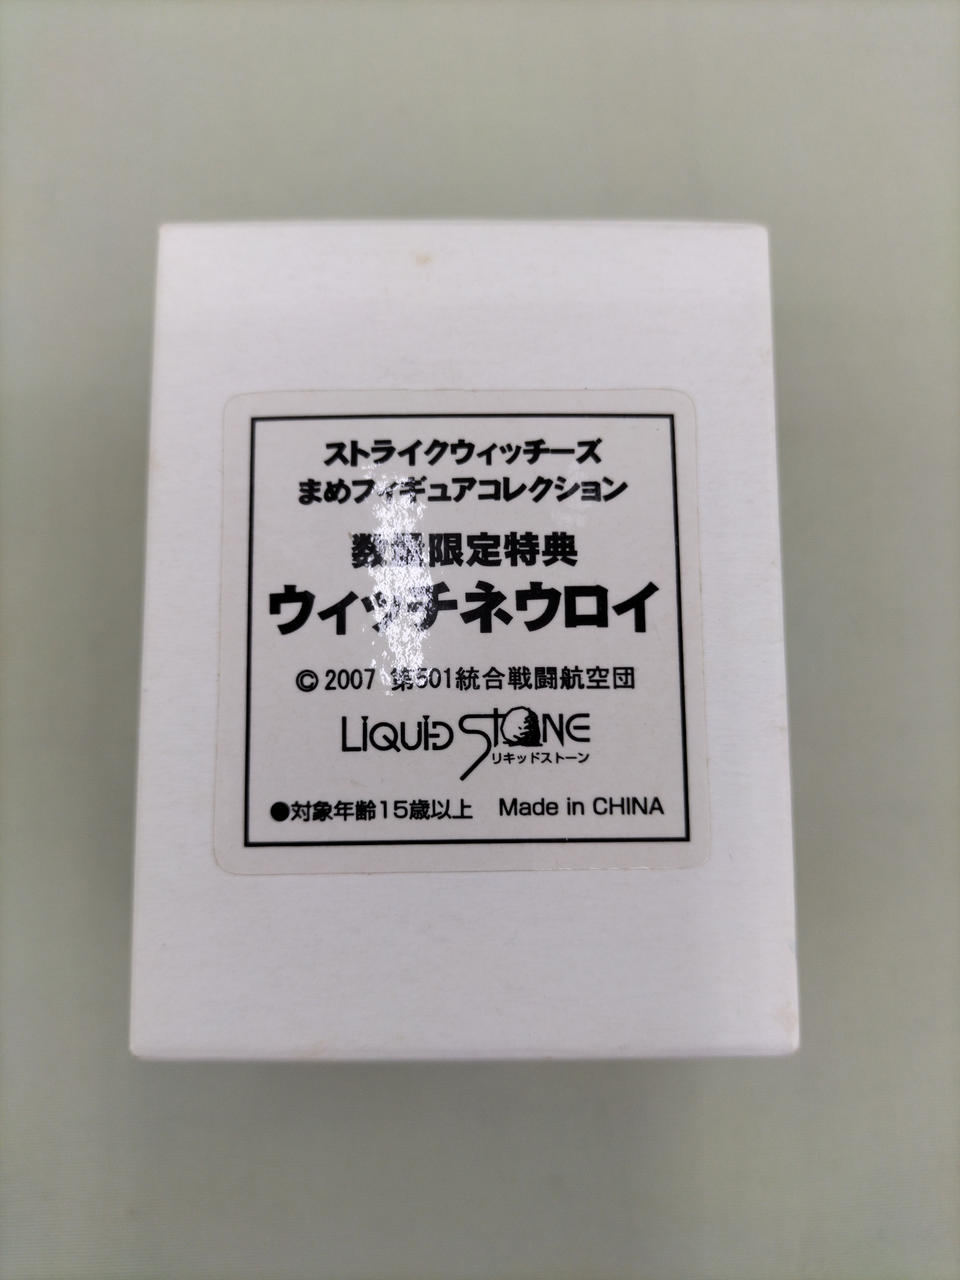 ストライクウィッチーズ
まめフィギュアコレクション
数量限定特典
ウィッチネウロイ
© 2007 第501統合戦闘航空団
LIQUID STONE
リキッドストーン
●対象年齢15歳以上 Made in CHINA